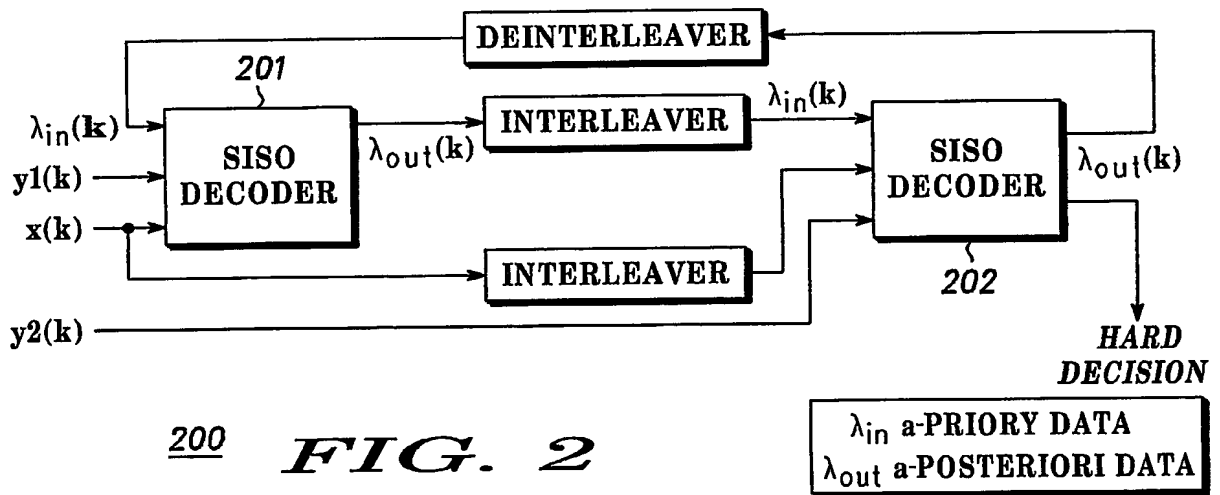 DEINTERLEAVER
201
λin(k)
SISO
DECODER
λout(k)
INTERLEAVER
λin(k)
SISO
DECODER
λout(k)
y1(k)
x(k)
INTERLEAVER
202
y2(k)
HARD
DECISION
200 FIG. 2
λin a-PRIORY DATA
λout a-POSTERIORI DATA